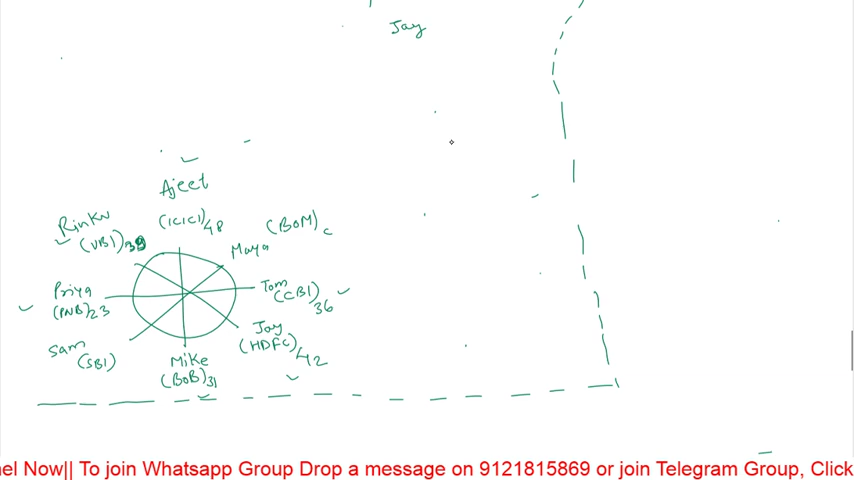 Jay
Ajeet
(ICICI) 48
Rinku
(UBI) 39
(BOM) c
Maya
Priya
(PNB) 23
Tom
(CBI)
36
Sam
(SBI)
Jay
(HDFC) 42
Mike
(BOB) 31
nel Now|| To join Whatsapp Group Drop a message on 9121815869 or join Telegram Group, Click